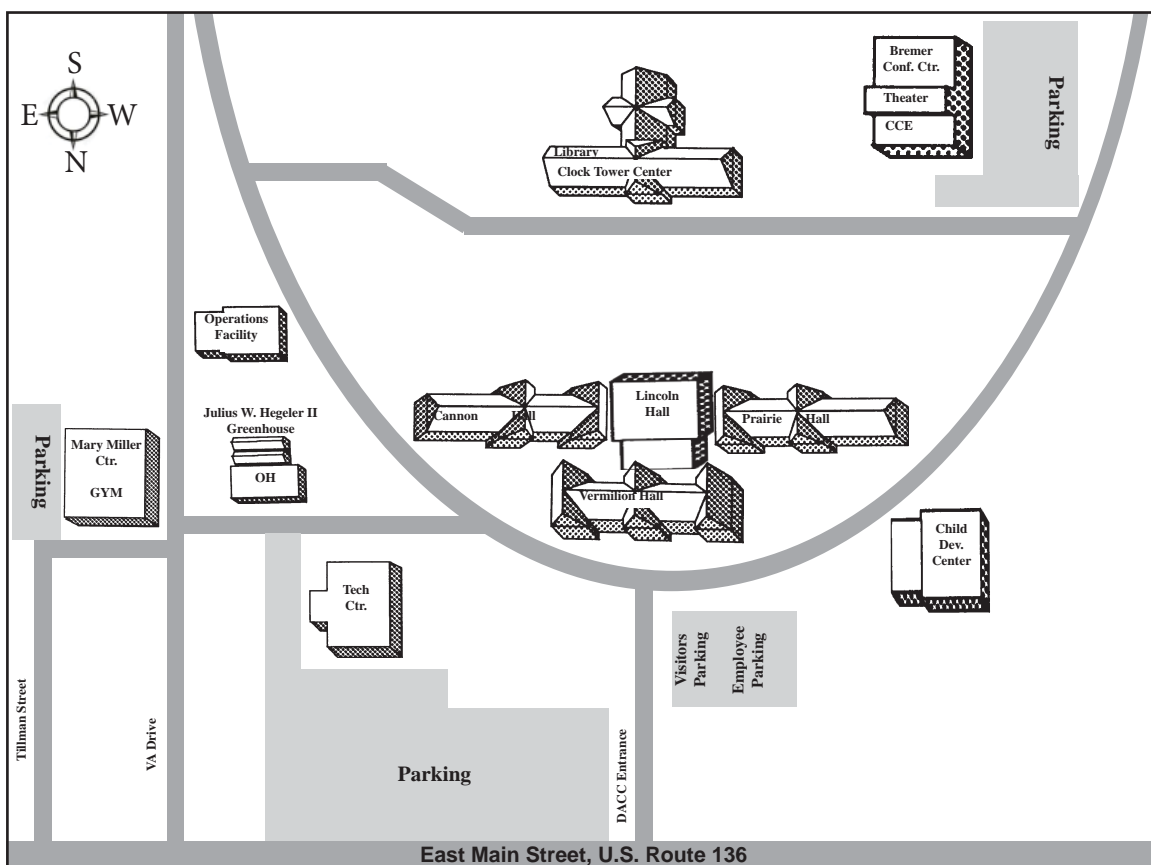 S
E W
N
Bremer
Conf. Ctr.
Theater
CCE
Parking
Library
Clock Tower Center
Operations
Facility
Julius W. Hegeler II
Greenhouse
OH
Cannon Hall
Lincoln
Hall
Prairie Hall
Vermilion Hall
Parking
Mary Miller
Ctr.
GYM
Child
Dev.
Center
Tech
Ctr.
Visitors
Parking
Employee
Parking
Tillman Street
VA Drive
Parking
DACC Entrance
East Main Street, U.S. Route 136